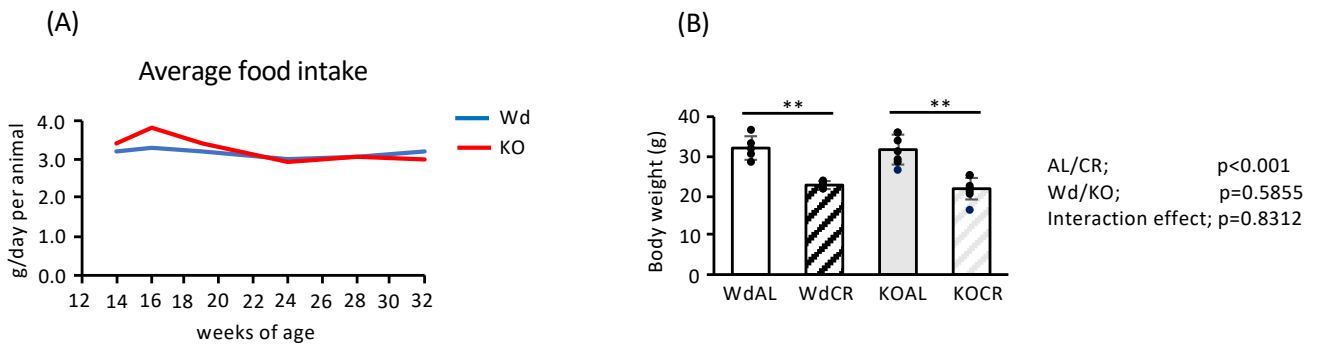 (A)
Average food intake
g/day per animal
4.0
3.0
2.0
1.0
0.0
12 14 16 18 20 22 24 26 28 30 32
weeks of age
Wd
KO
(B)
** **
Body weight (g)
40
30
20
10
0
WdAL WdCR KOAL KOCR
AL/CR; p<0.001
Wd/KO; p=0.5855
Interaction effect; p=0.8312